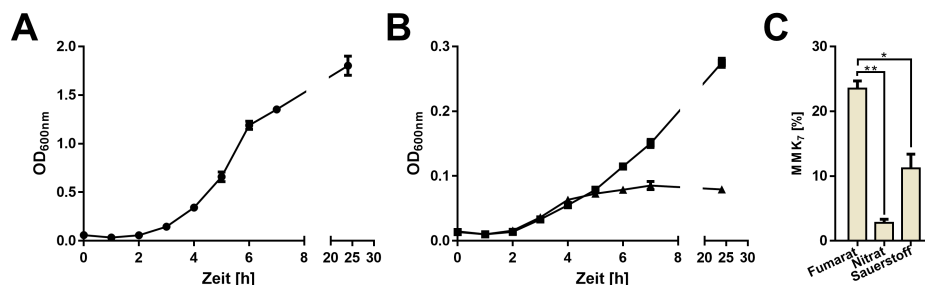 A
B
C
2.0
1.5
1.0
0.5
0.0
OD600nm
0 2 4 6 8 20 25 30
Zeit [h]
0.3
0.2
0.1
0.0
OD600nm
0 2 4 6 8 20 25 30
Zeit [h]
30
20
10
0
MMK7 [%]
*
**
Fumarat
Nitrat
Sauerstoff